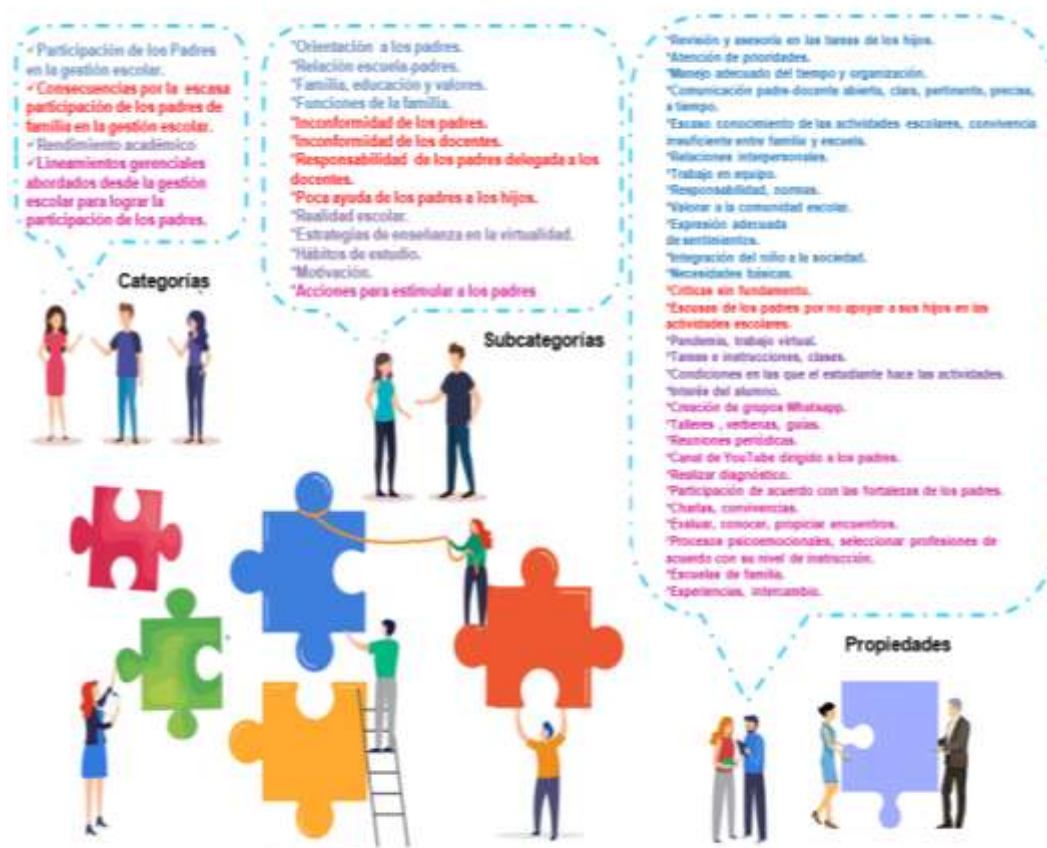 ✓Participación de los Padres
en la gestión escolar.
✓Consecuencias por la escasa
participación de los padres de
familia en la gestión escolar.
✓Rendimiento académico
✓Lineamientos gerenciales
abordados desde la gestión
escolar para lograr la
participación de los padres.
Categorías
*Orientación a los padres.
*Relación escuela-padres.
*Familia, educación y valores.
*Funciones de la familia.
*Inconformidad de los padres.
*Inconformidad de los docentes.
*Responsabilidad de los padres delegada a los
docentes.
*Poca ayuda de los padres a los hijos.
*Realidad escolar.
*Estrategias de enseñanza en la virtualidad.
*Hábitos de estudio.
*Motivación.
*Acciones para estimular a los padres
Subcategorías
*Revisión y asesoría en las tareas de los hijos.
*Atención de prioridades.
*Manejo adecuado del tiempo y organización.
*Comunicación padre-docente abierta, clara, pertinente, precisa,
a tiempo.
*Escaso conocimiento de las actividades escolares, convivencia
insuficiente entre familia y escuela.
*Relaciones interpersonales.
*Trabajo en equipo.
*Responsabilidad, normas.
*Valorar a la comunidad escolar.
*Expresión adecuada
de sentimientos.
*Integración del niño a la sociedad.
*Necesidades básicas.
*Críticas sin fundamento.
*Escusas de los padres por no apoyar a sus hijos en las
actividades escolares.
*Pandemia, trabajo virtual.
*Tareas e instrucciones, clases.
*Condiciones en las que el estudiante hace las actividades.
*Interés del alumno.
*Creación de grupos Whatsapp.
*Talleres , verbenas, guías.
*Reuniones periódicas.
*Canal de YouTube dirigido a los padres.
*Realizar diagnóstico.
*Participación de acuerdo con las fortalezas de los padres.
*Charlas, convivencias.
*Evaluar, conocer, propiciar encuentros.
*Procesos psicoemocionales, seleccionar profesiones de
acuerdo con su nivel de instrucción.
*Escuelas de familia.
*Experiencias, intercambio.
Propiedades